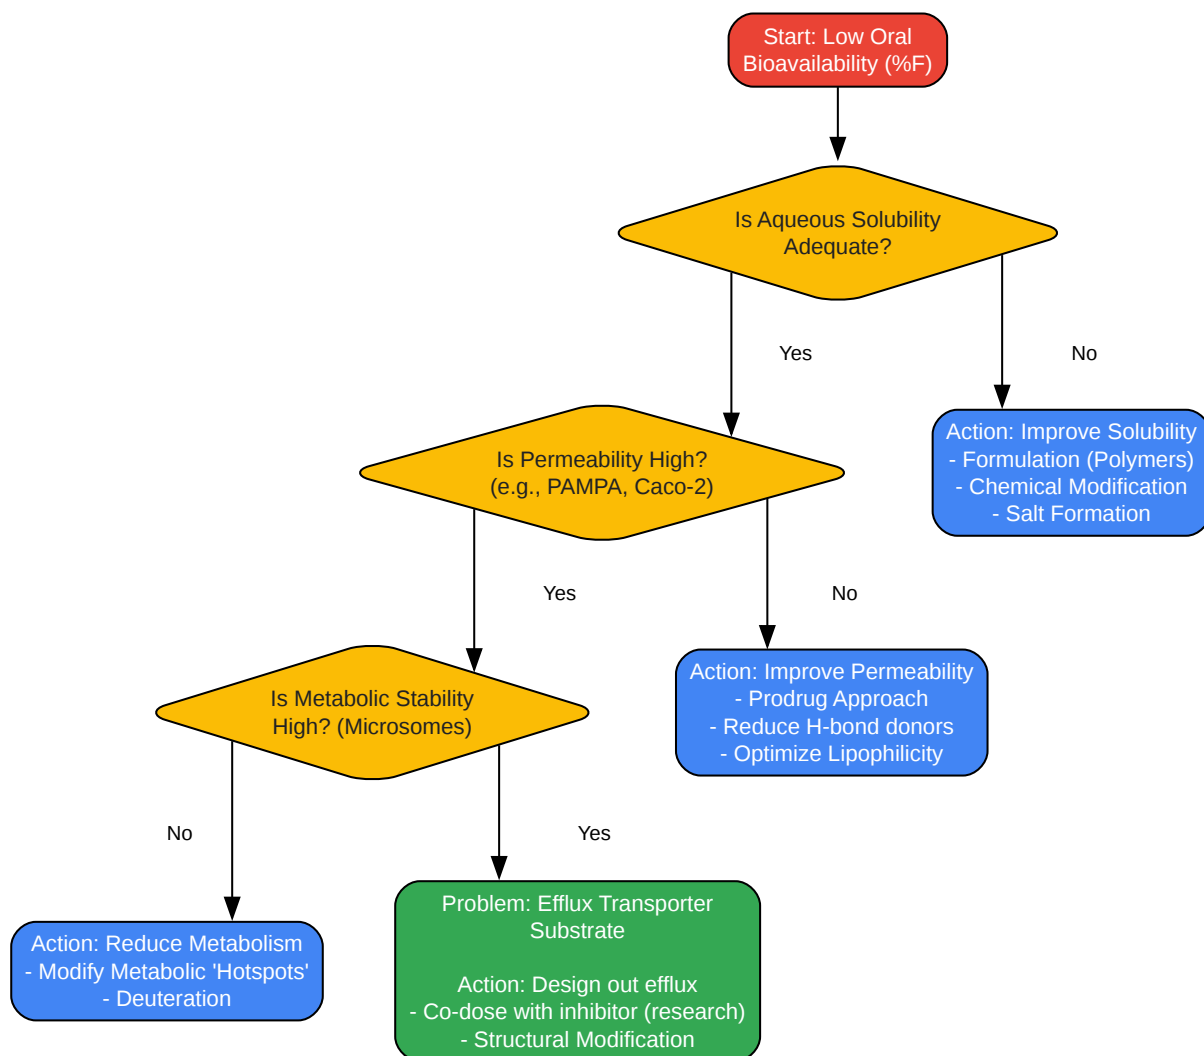 Start: Low Oral
Bioavailability (%F)
Is Aqueous Solubility
Adequate?
Yes
No
Is Permeability High?
(e.g., PAMPA, Caco-2)
Action: Improve Solubility
- Formulation (Polymers)
- Chemical Modification
- Salt Formation
Yes
No
Is Metabolic Stability
High? (Microsomes)
Action: Improve Permeability
- Prodrug Approach
- Reduce H-bond donors
- Optimize Lipophilicity
No
Yes
Action: Reduce Metabolism
- Modify Metabolic 'Hotspots'
- Deuteration
Problem: Efflux Transporter
Substrate
Action: Design out efflux
- Co-dose with inhibitor (research)
- Structural Modification